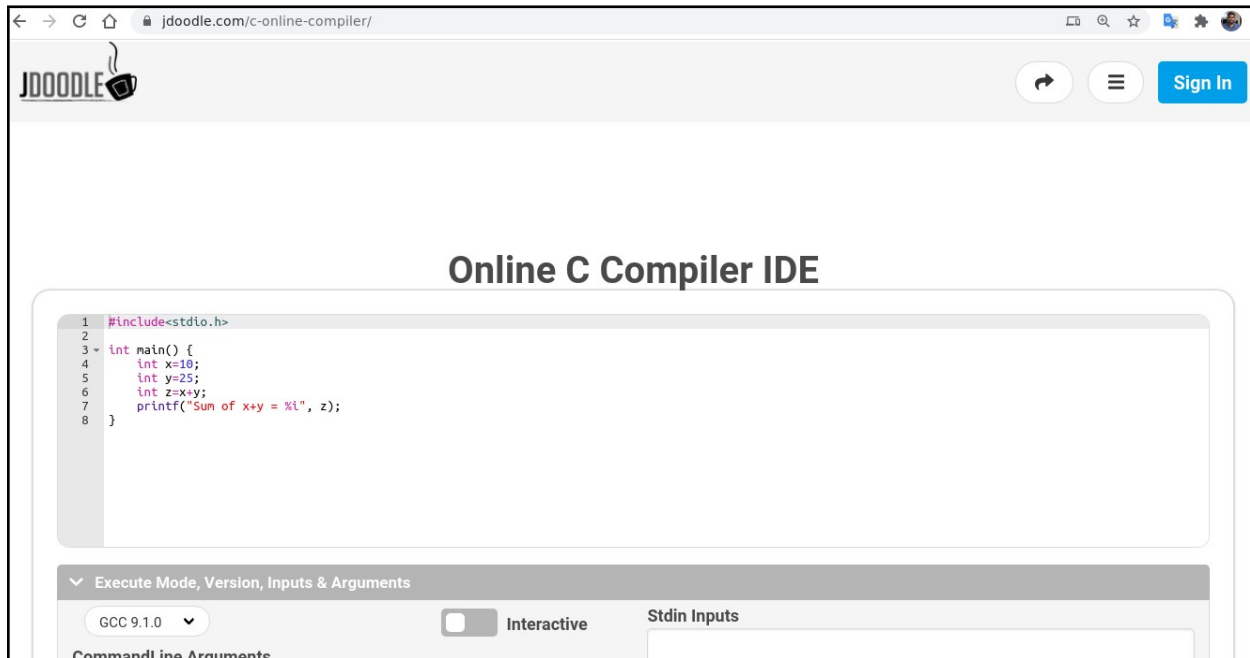 jdoodle.com/c-online-compiler/
JDOODLE
Sign In
Online C Compiler IDE
1 #include<stdio.h>
2
3 int main() {
4 int x=10;
5 int y=25;
6 int z=x+y;
7 printf("Sum of x+y = %i", z);
8 }
Execute Mode, Version, Inputs & Arguments
GCC 9.1.0
Interactive
Stdin Inputs
CommandLine Arguments